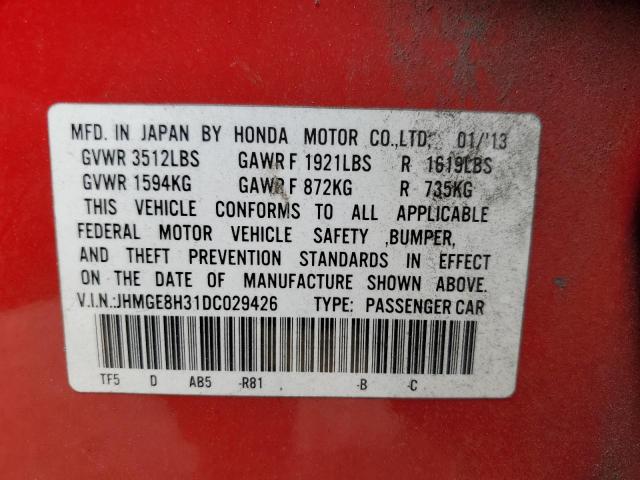 MFD. IN JAPAN BY HONDA MOTOR CO.,LTD; 01/'13
GVWR 3512LBS GAWR F 1921LBS R 1619LBS
GVWR 1594KG GAWR F 872KG R 735KG
THIS VEHICLE CONFORMS TO ALL APPLICABLE
FEDERAL MOTOR VEHICLE SAFETY ,BUMPER,
AND THEFT PREVENTION STANDARDS IN EFFECT
ON THE DATE OF MANUFACTURE SHOWN ABOVE.
V.I.N.:JHMGE8H31DC029426 TYPE: PASSENGER CAR
TF5 D AB5 -R81 , -B -C